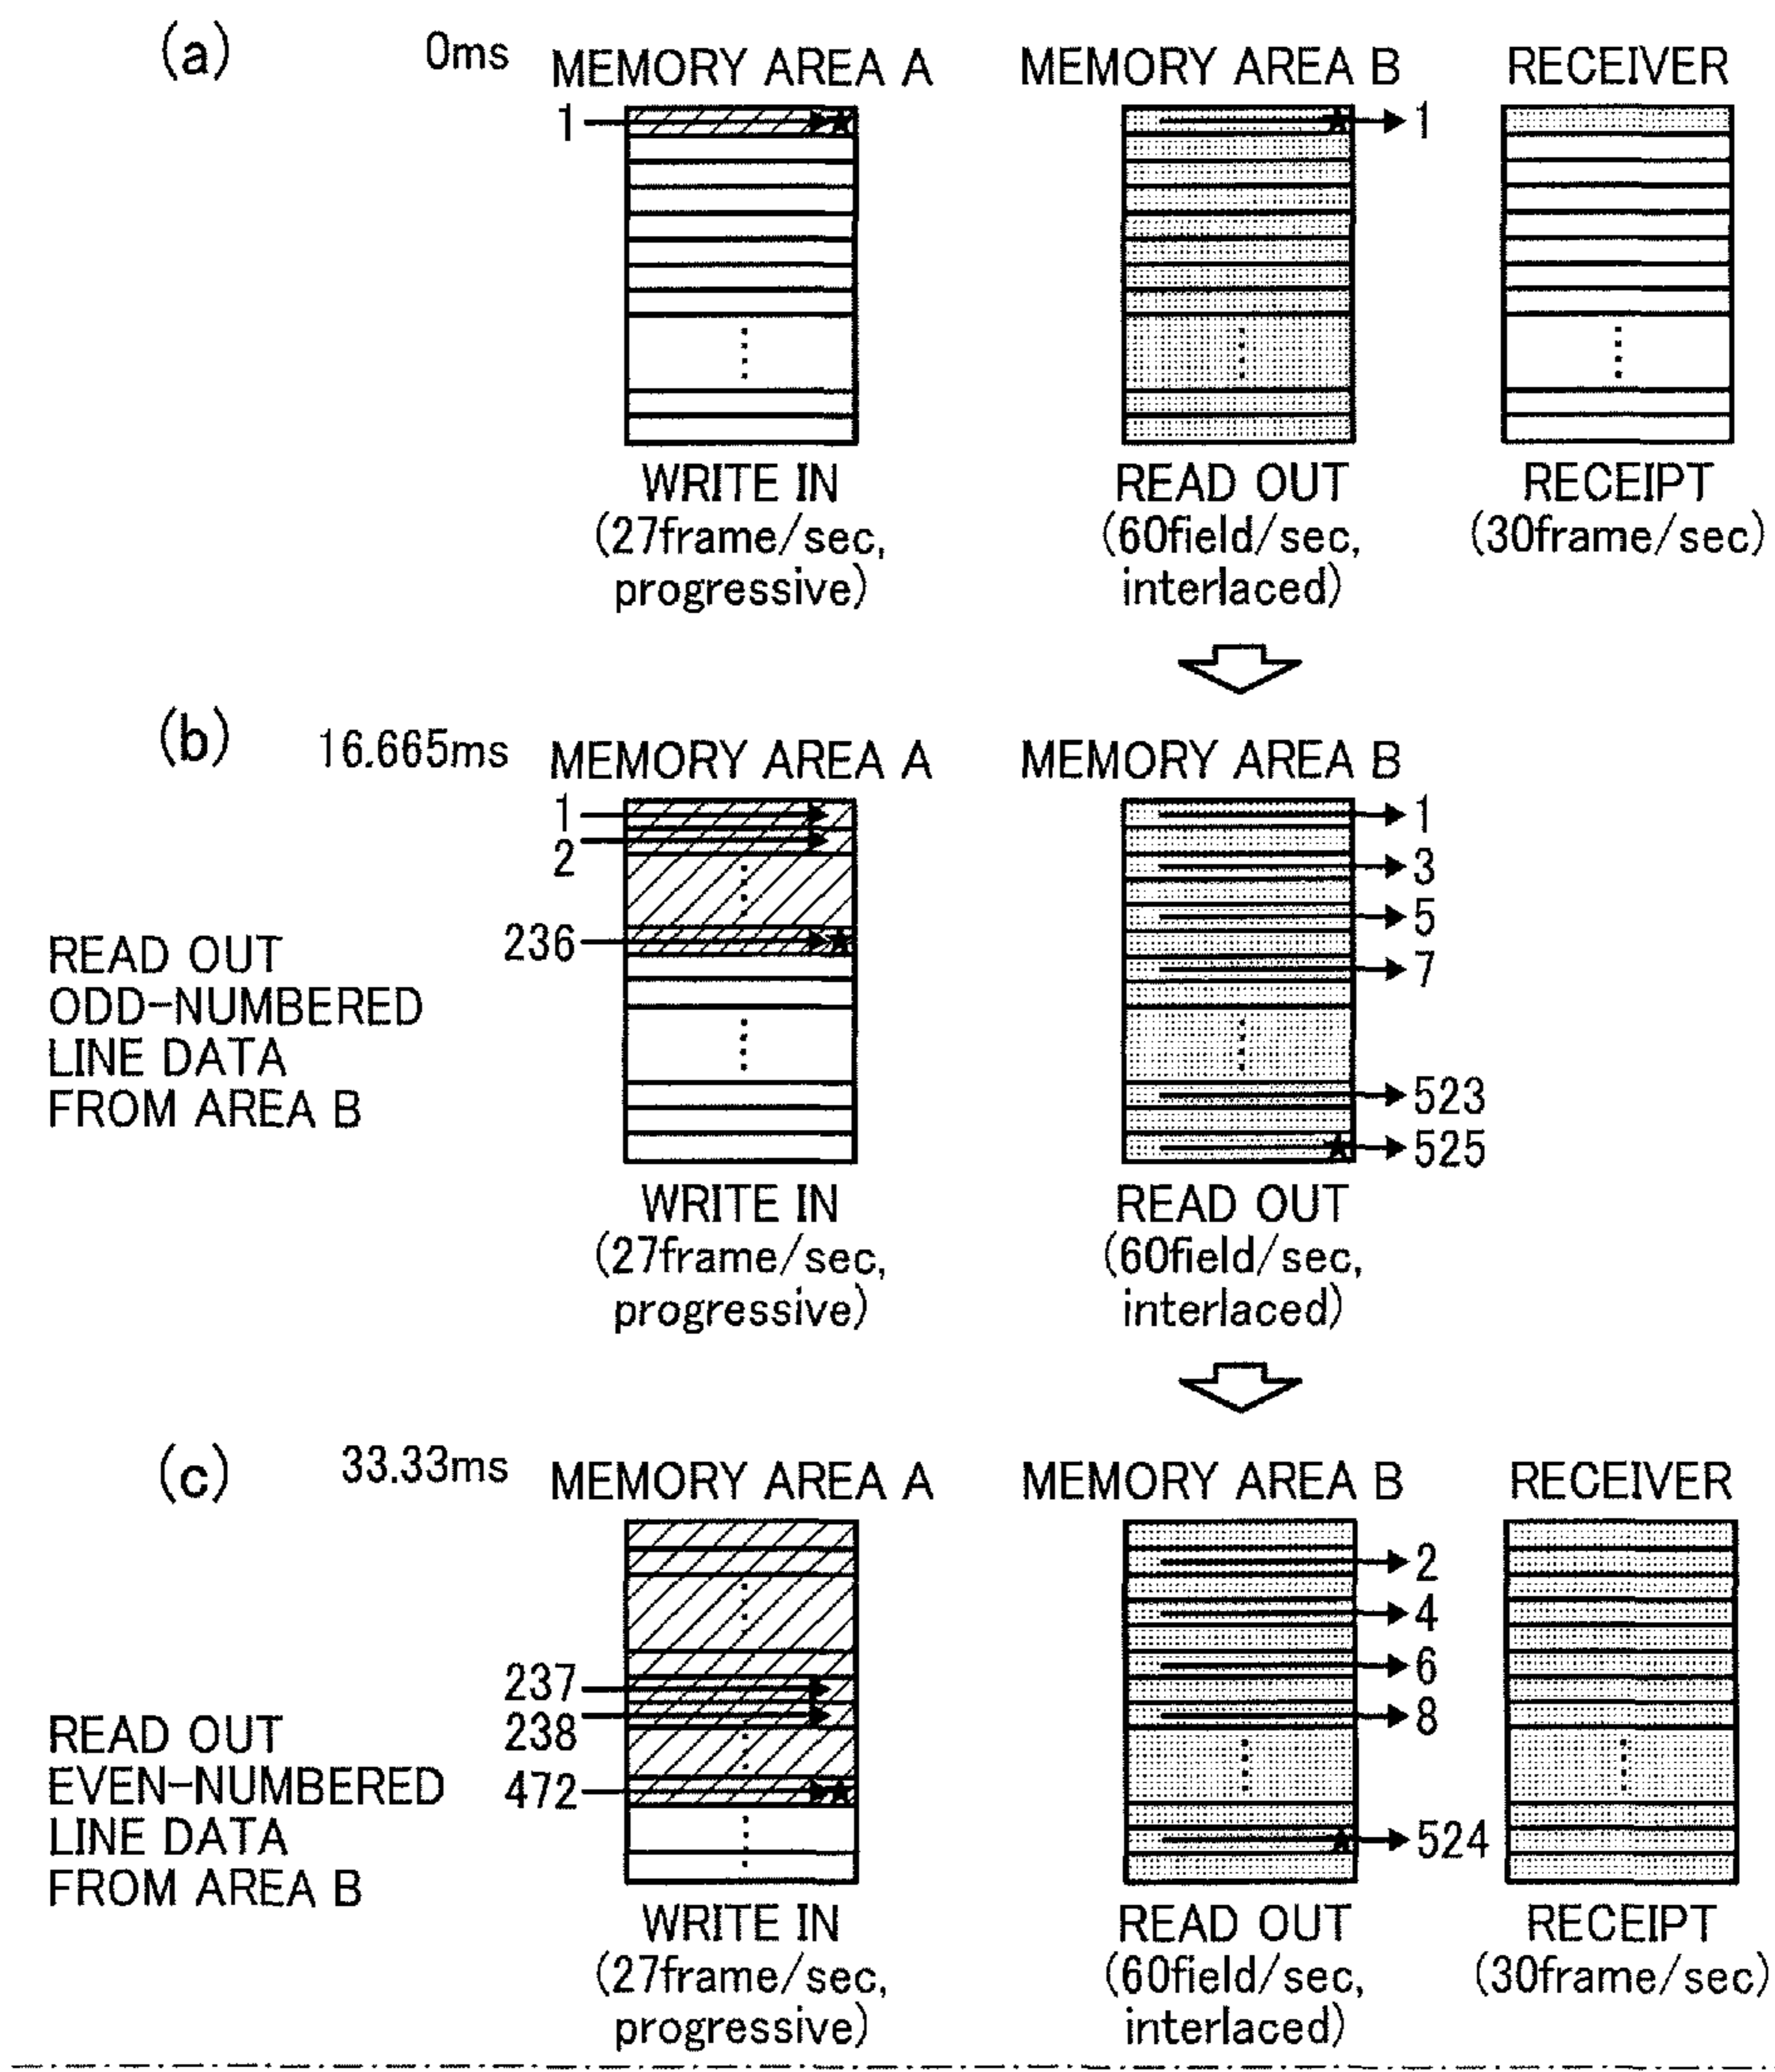 (a) 0ms MEMORY AREA A MEMORY AREA B RECEIVER
1 1
WRITE IN READ OUT RECEIPT
(27frame/sec, (60field/sec, (30frame/sec)
progressive) interlaced)
(b) 16.665ms MEMORY AREA A MEMORY AREA B
1 1
2
3
5
236
7
523
525
READ OUT
ODD-NUMBERED
LINE DATA
FROM AREA B
WRITE IN READ OUT
(27frame/sec, (60field/sec,
progressive) interlaced)
(c) 33.33ms MEMORY AREA A MEMORY AREA B RECEIVER
2
4
6
237
238 8
472
524
READ OUT
EVEN-NUMBERED
LINE DATA
FROM AREA B
WRITE IN READ OUT RECEIPT
(27frame/sec, (60field/sec, (30frame/sec)
progressive) interlaced)